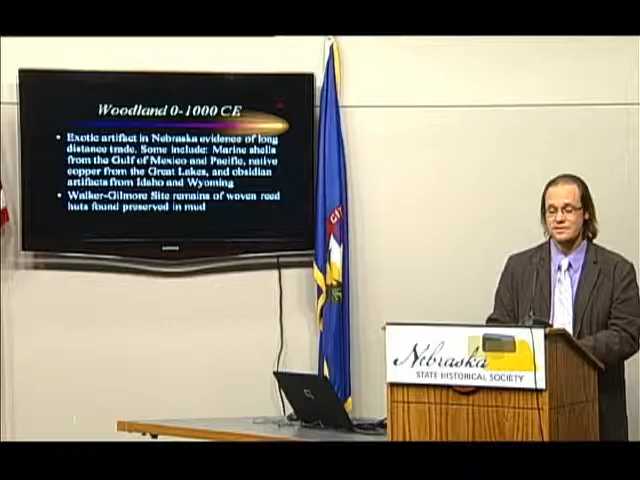 Woodland 0-1000 CE
• Exotic artifact in Nebraska evidence of long
distance trade. Some include: Marine shells
from the Gulf of Mexico and Pacific, native
copper from the Great Lakes, and obsidian
artifacts from Idaho and Wyoming
• Walker-Gilmore Site remains of woven reed
huts found preserved in mud
SAMSUNG
Nebraska
STATE HISTORICAL SOCIETY